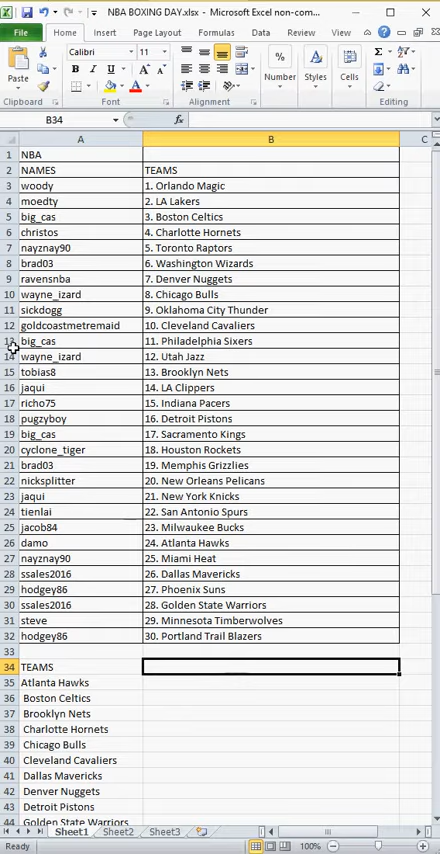 NBA BOXING DAY.xlsx - Microsoft Excel non-com...
File Home Insert Page Layout Formulas Data Review View
Paste
Calibri 11
B I U
A A
%
Number
Styles
Cells
Σ
Clipboard Font Alignment Editing
B34 fx
A B C
1 NBA
2 NAMES TEAMS
3 woody 1. Orlando Magic
4 moedty 2. LA Lakers
5 big_cas 3. Boston Celtics
6 christos 4. Charlotte Hornets
7 nayznay90 5. Toronto Raptors
8 brad03 6. Washington Wizards
9 ravensnba 7. Denver Nuggets
10 wayne_izard 8. Chicago Bulls
11 sickdogg 9. Oklahoma City Thunder
12 goldcoastmetremaid 10. Cleveland Cavaliers
13 big_cas 11. Philadelphia Sixers
14 wayne_izard 12. Utah Jazz
15 tobias8 13. Brooklyn Nets
16 jaqui 14. LA Clippers
17 richo75 15. Indiana Pacers
18 pugzyboy 16. Detroit Pistons
19 big_cas 17. Sacramento Kings
20 cyclone_tiger 18. Houston Rockets
21 brad03 19. Memphis Grizzlies
22 nicksplitter 20. New Orleans Pelicans
23 jaqui 21. New York Knicks
24 tienlai 22. San Antonio Spurs
25 jacob84 23. Milwaukee Bucks
26 damo 24. Atlanta Hawks
27 nayznay90 25. Miami Heat
28 ssales2016 26. Dallas Mavericks
29 hodgey86 27. Phoenix Suns
30 ssales2016 28. Golden State Warriors
31 steve 29. Minnesota Timberwolves
32 hodgey86 30. Portland Trail Blazers
33
34 TEAMS
35 Atlanta Hawks
36 Boston Celtics
37 Brooklyn Nets
38 Charlotte Hornets
39 Chicago Bulls
40 Cleveland Cavaliers
41 Dallas Mavericks
42 Denver Nuggets
43 Detroit Pistons
44 Golden State Warriors
Sheet1 Sheet2 Sheet3
Ready 100%